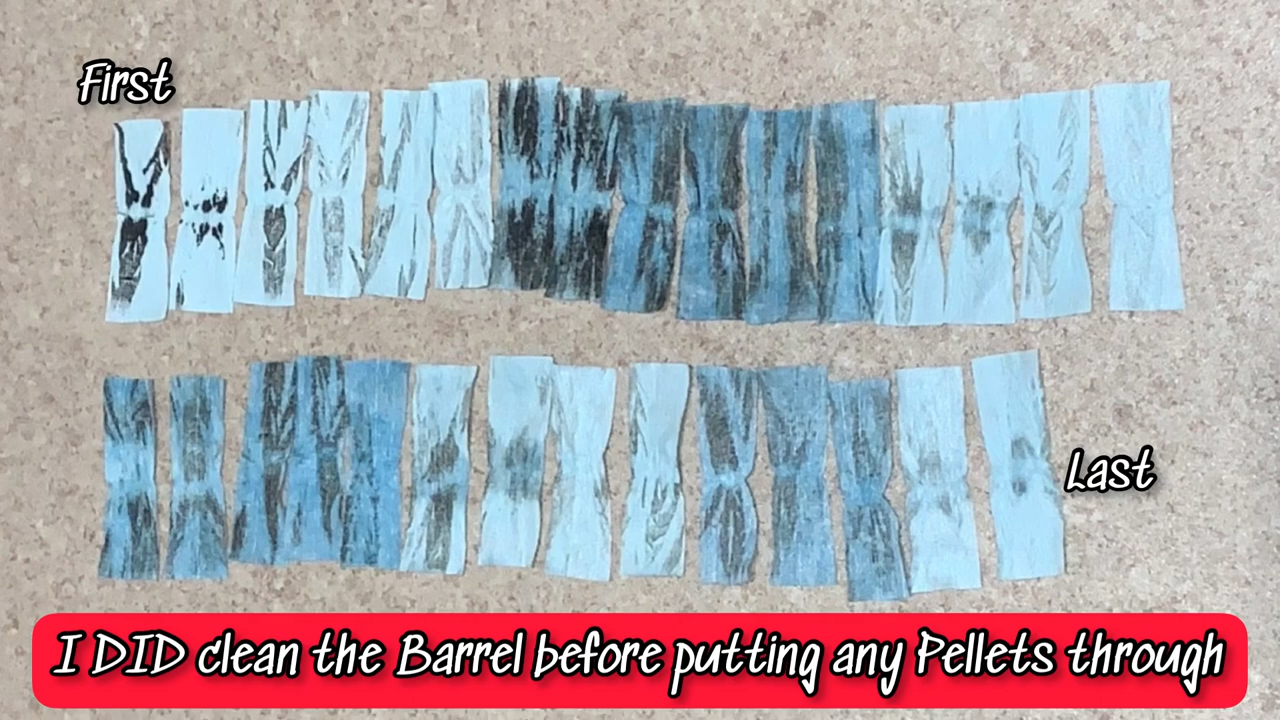 First
Last
I DID clean the Barrel before putting any Pellets through